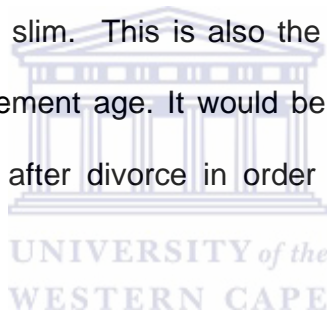 slim. This is also the
ement age. It would be
after divorce in order
UNIVERSITY of the
WESTERN CAPE